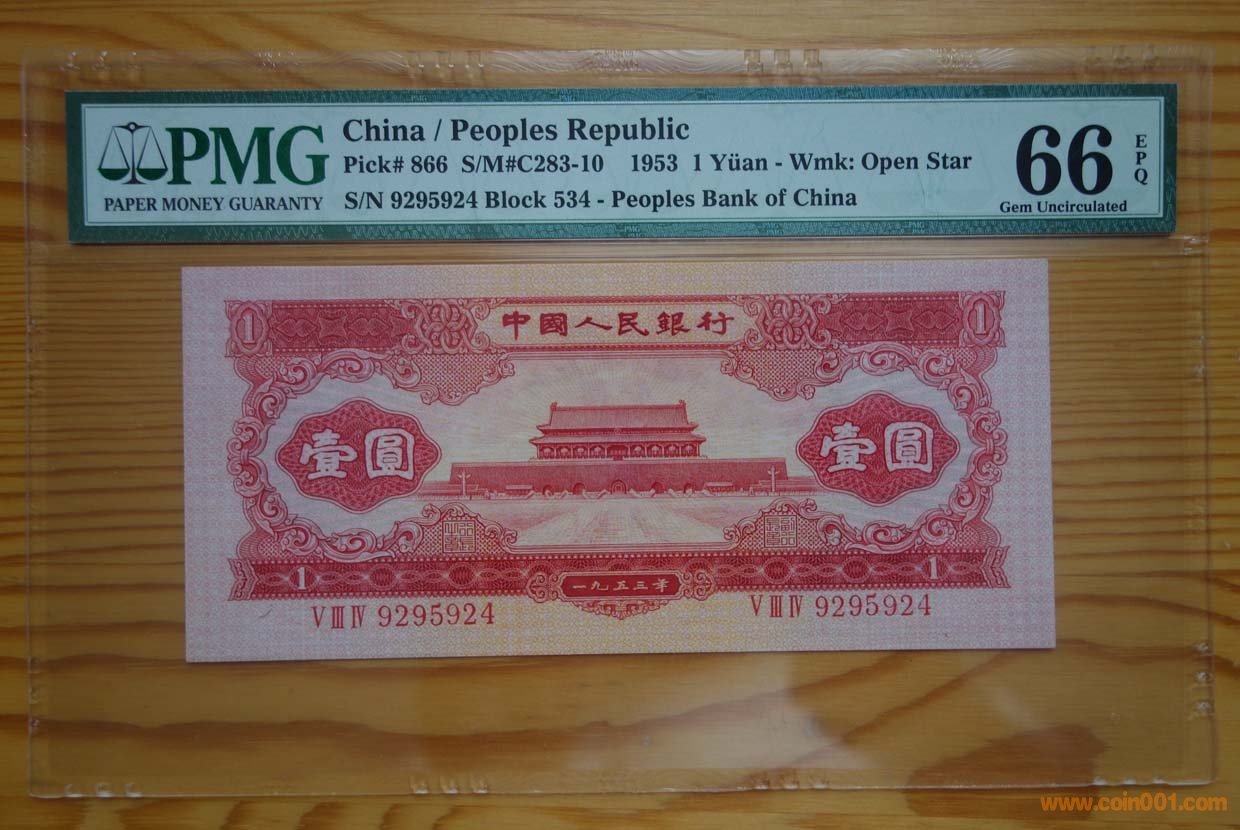 PMG
PAPER MONEY GUARANTY
China / Peoples Republic
Pick# 866 S/M#C283-10 1953 1 Yüan - Wmk: Open Star
S/N 9295924 Block 534 - Peoples Bank of China
66 EPQ
Gem Uncirculated
1 中國人民銀行 1
壹圓 壹圓
1 一九五三年 1
V III IV 9295924 V III IV 9295924
www.coin001.com